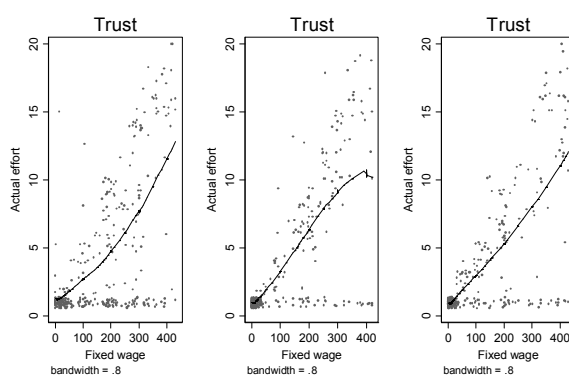 Trust Trust Trust
20 20 20
15 15 15
Actual effort Actual effort Actual effort
10 10 10
5 5 5
0 0 0
0 100 200 300 400 0 100 200 300 400 0 100 200 300 400
Fixed wage Fixed wage Fixed wage
bandwidth = .8 bandwidth = .8 bandwidth = .8